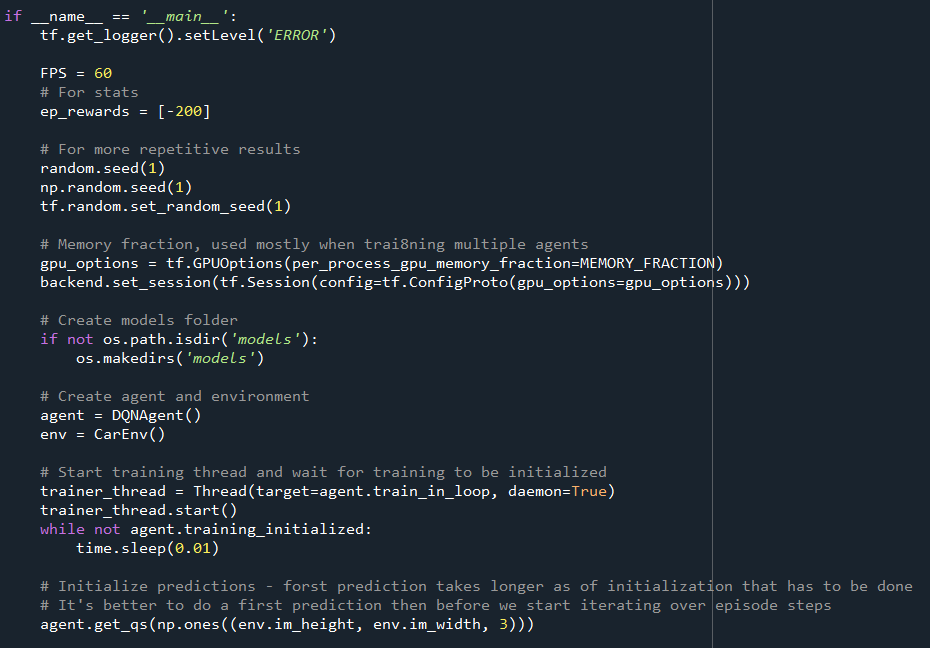 if __name__ == '__main__':
    tf.get_logger().setLevel('ERROR')

    FPS = 60
    # For stats
    ep_rewards = [-200]

    # For more repetitive results
    random.seed(1)
    np.random.seed(1)
    tf.random.set_random_seed(1)

    # Memory fraction, used mostly when trai8ning multiple agents
    gpu_options = tf.GPUOptions(per_process_gpu_memory_fraction=MEMORY_FRACTION)
    backend.set_session(tf.Session(config=tf.ConfigProto(gpu_options=gpu_options)))

    # Create models folder
    if not os.path.isdir('models'):
        os.makedirs('models')

    # Create agent and environment
    agent = DQNAgent()
    env = CarEnv()

    # Start training thread and wait for training to be initialized
    trainer_thread = Thread(target=agent.train_in_loop, daemon=True)
    trainer_thread.start()
    while not agent.training_initialized:
        time.sleep(0.01)

    # Initialize predictions - forst prediction takes longer as of initialization that has to be done
    # It's better to do a first prediction then before we start iterating over episode steps
    agent.get_qs(np.ones((env.im_height, env.im_width, 3)))